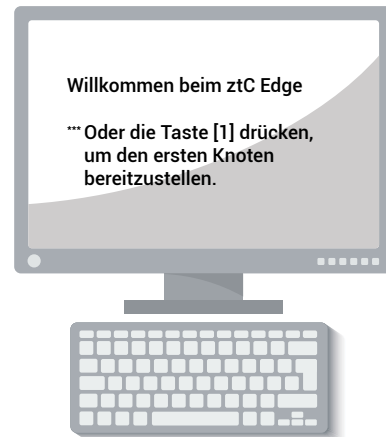 Willkommen beim ztC Edge
*** Oder die Taste [1] drücken,
um den ersten Knoten
bereitzustellen.